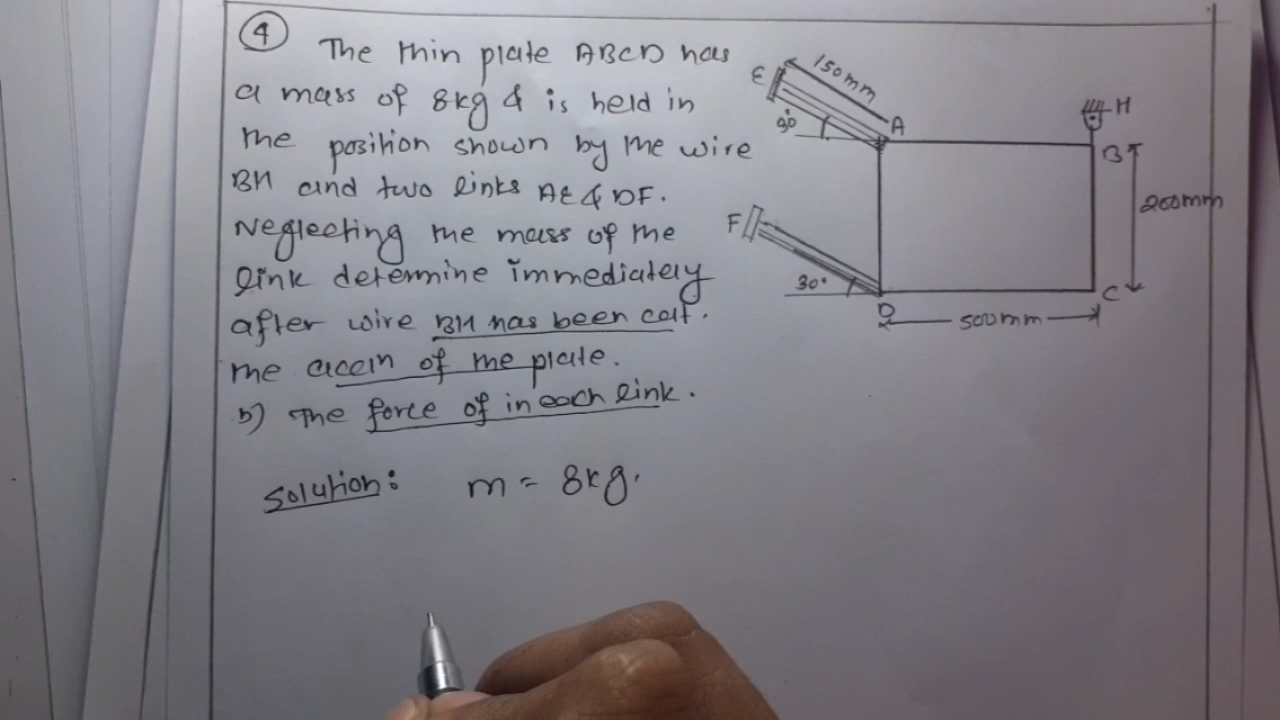 4
The thin plate ABCD has
a mass of 8kg & is held in
the position shown by the wire
BH and two links AE & DF.
Neglecting the mass of the
link determine immediately
after wire BH has been cut.
the accln of the plate.
b) The force of in each link.
Solution: m = 8kg.
E
150mm
A
H
30°
B
200mm
F
30°
D
C
500mm